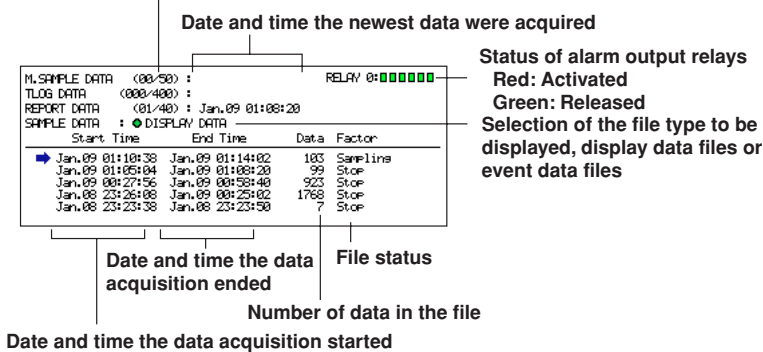 Date and time the newest data were acquired
M.SAMPLE DATA (00/50) :
RELAY 0:
TLOG DATA (000/400) :
REPORT DATA (01/40) : Jan.09 01:08:20
SAMPLE DATA : DISPLAY DATA
Start Time End Time Data Factor
Jan.09 01:10:38 Jan.09 01:14:02 103 Sampling
Jan.09 01:05:04 Jan.09 01:08:20 99 Stop
Jan.09 00:27:56 Jan.09 00:58:40 923 Stop
Jan.08 23:26:08 Jan.09 00:25:02 1768 Stop
Jan.08 23:23:38 Jan.08 23:23:50 7 Stop
Status of alarm output relays
Red: Activated
Green: Released
Selection of the file type to be
displayed, display data files or
event data files
Date and time the data
acquisition ended
File status
Number of data in the file
Date and time the data acquisition started